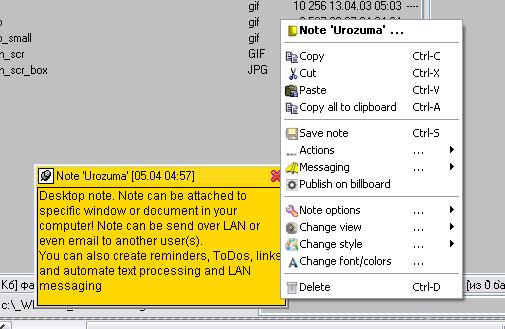 gif 10 256 13.04.03 05:03 ----
gif
o_small gif
n_scr GIF
n_scr_box JPG
Note 'Urozuma' ...
Copy Ctrl-C
Cut Ctrl-X
Paste Ctrl-V
Copy all to clipboard Ctrl-A
Save note Ctrl-S
Actions ...
Messaging ...
Publish on billboard
Note options ...
Change view ...
Change style ...
Change font/colors ...
Delete Ctrl-D
Note 'Urozuma' [05.04 04:57]
Desktop note. Note can be attached to
specific window or document in your
computer! Note can be send over LAN or
even email to another user(s).
You can also create reminders, ToDos, links
and automate text processing and LAN
messaging
Кб] фа
[из 0 ба
c:\_W